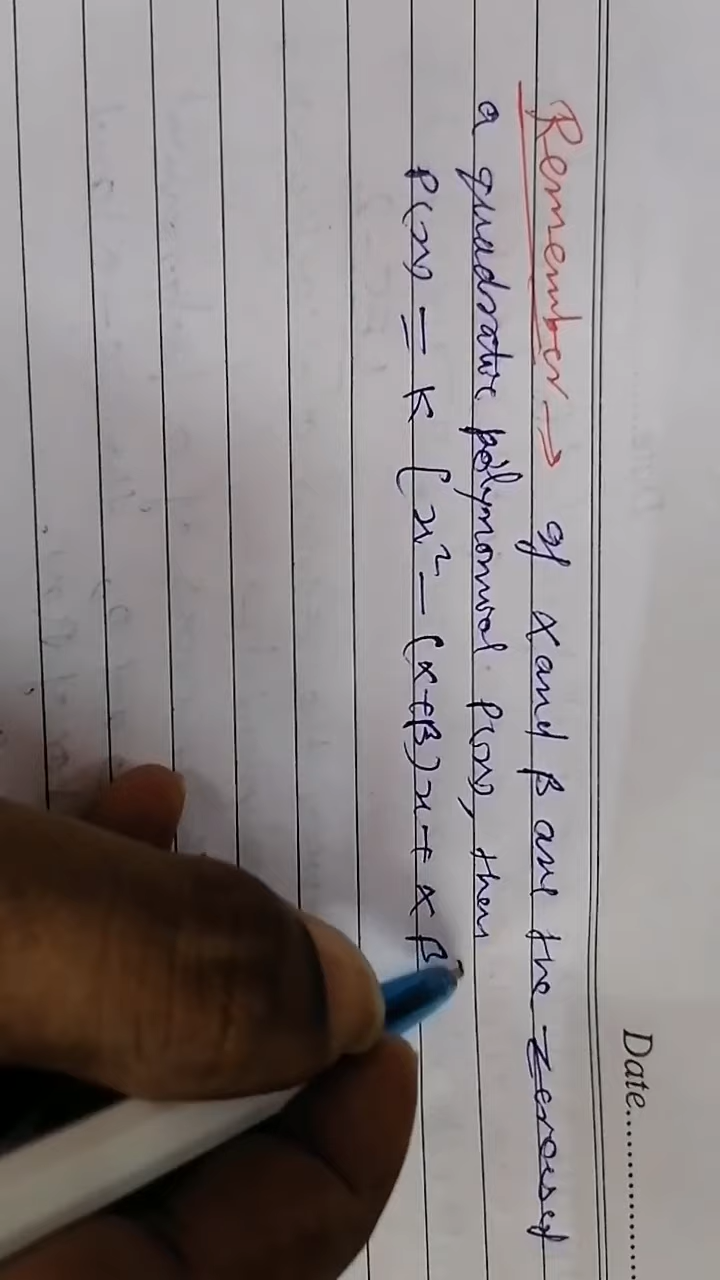 Date..............
Remember → If α and β are the zeroes of
a quadratic polynomial P(x), then
P(x) = K [x² - (α+β)x + αβ